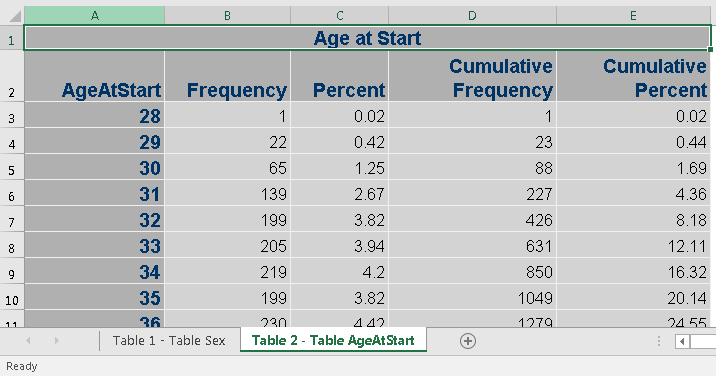 A B C D E
1 Age at Start
Cumulative Cumulative
2 AgeAtStart Frequency Percent Frequency Percent
3 28 1 0.02 1 0.02
4 29 22 0.42 23 0.44
5 30 65 1.25 88 1.69
6 31 139 2.67 227 4.36
7 32 199 3.82 426 8.18
8 33 205 3.94 631 12.11
9 34 219 4.2 850 16.32
10 35 199 3.82 1049 20.14
11 36 230 4.42 1279 24.55
Table 1 - Table Sex Table 2 - Table AgeAtStart
Ready